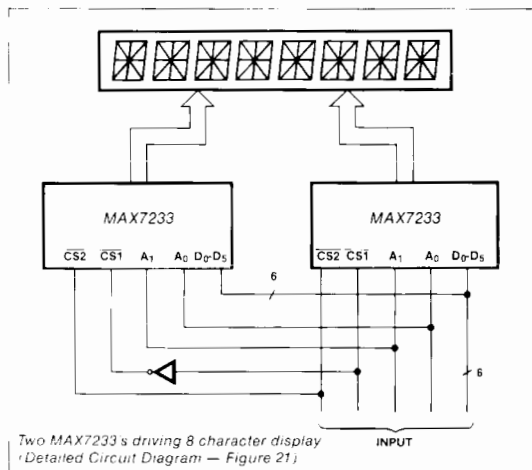 MAX7233
MAX7233
CS2 CS1 A1 A0 D0-D5
CS2 CS1 A1 A0 D0-D5
6
6
INPUT
Two MAX7233's driving 8 character display
(Detailed Circuit Diagram — Figure 21)